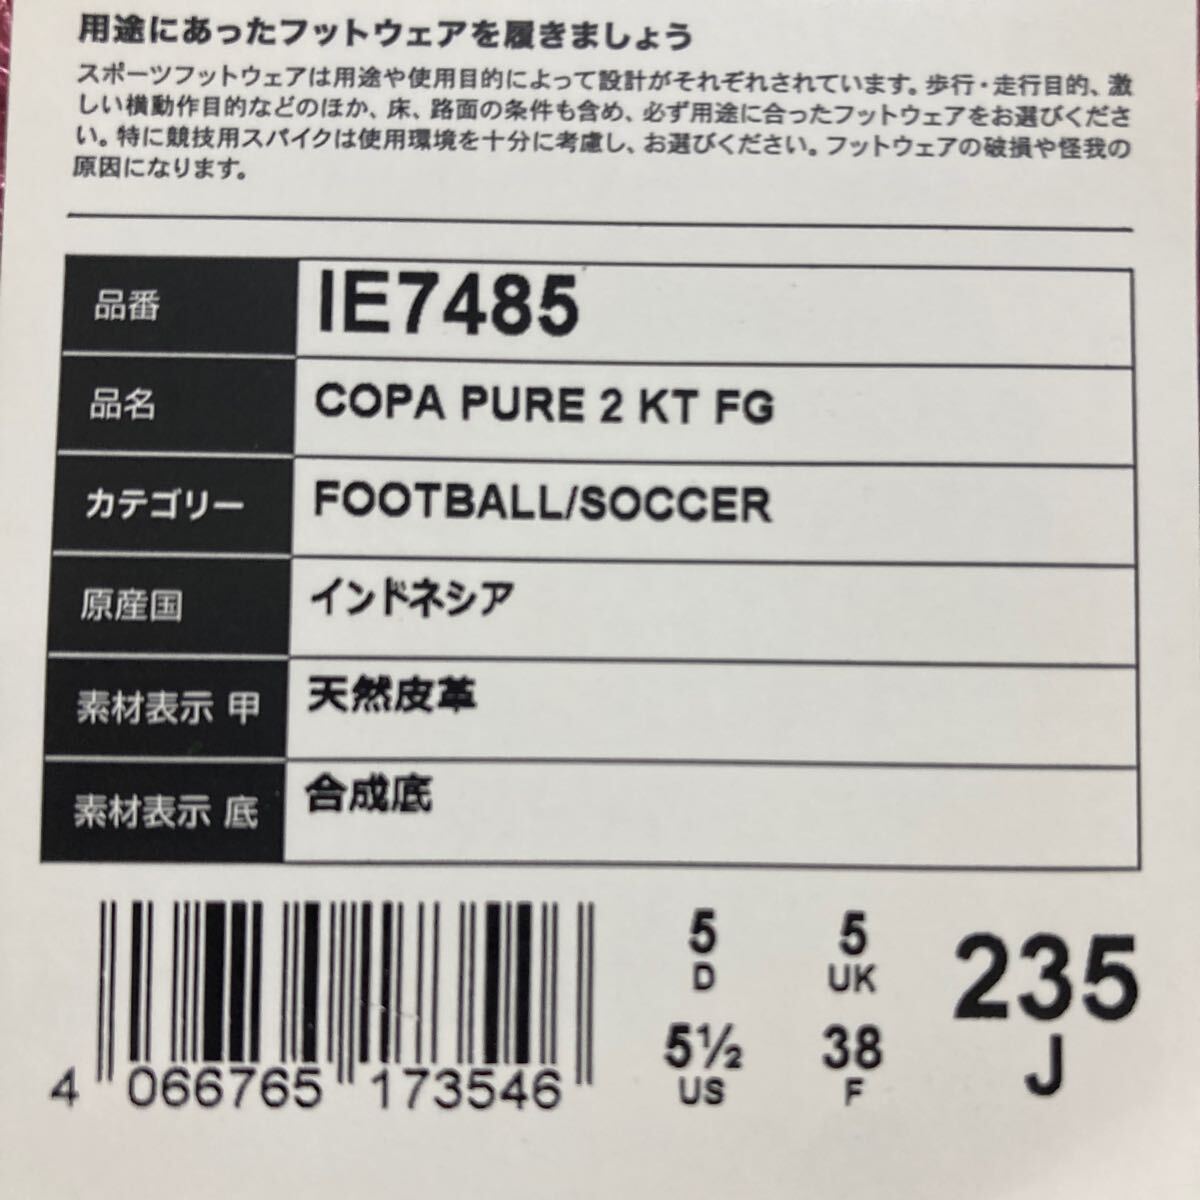 用途にあったフットウェアを履きましょう
スポーツフットウェアは用途や使用目的によって設計がそれぞれされています。歩行・走行目的、激
しい横動作目的などのほか、床、路面の条件も含め、必ず用途に合ったフットウェアをお選びくださ
い。特に競技用スパイクは使用環境を十分に考慮し、お選びください。フットウェアの破損や怪我の
原因になります。
品番 IE7485
品名 COPA PURE 2 KT FG
カテゴリー FOOTBALL/SOCCER
原産国 インドネシア
素材表示 甲 天然皮革
素材表示 底 合成底
4 066765 173546
5 D
5 UK
5½ US
38 F
235 J